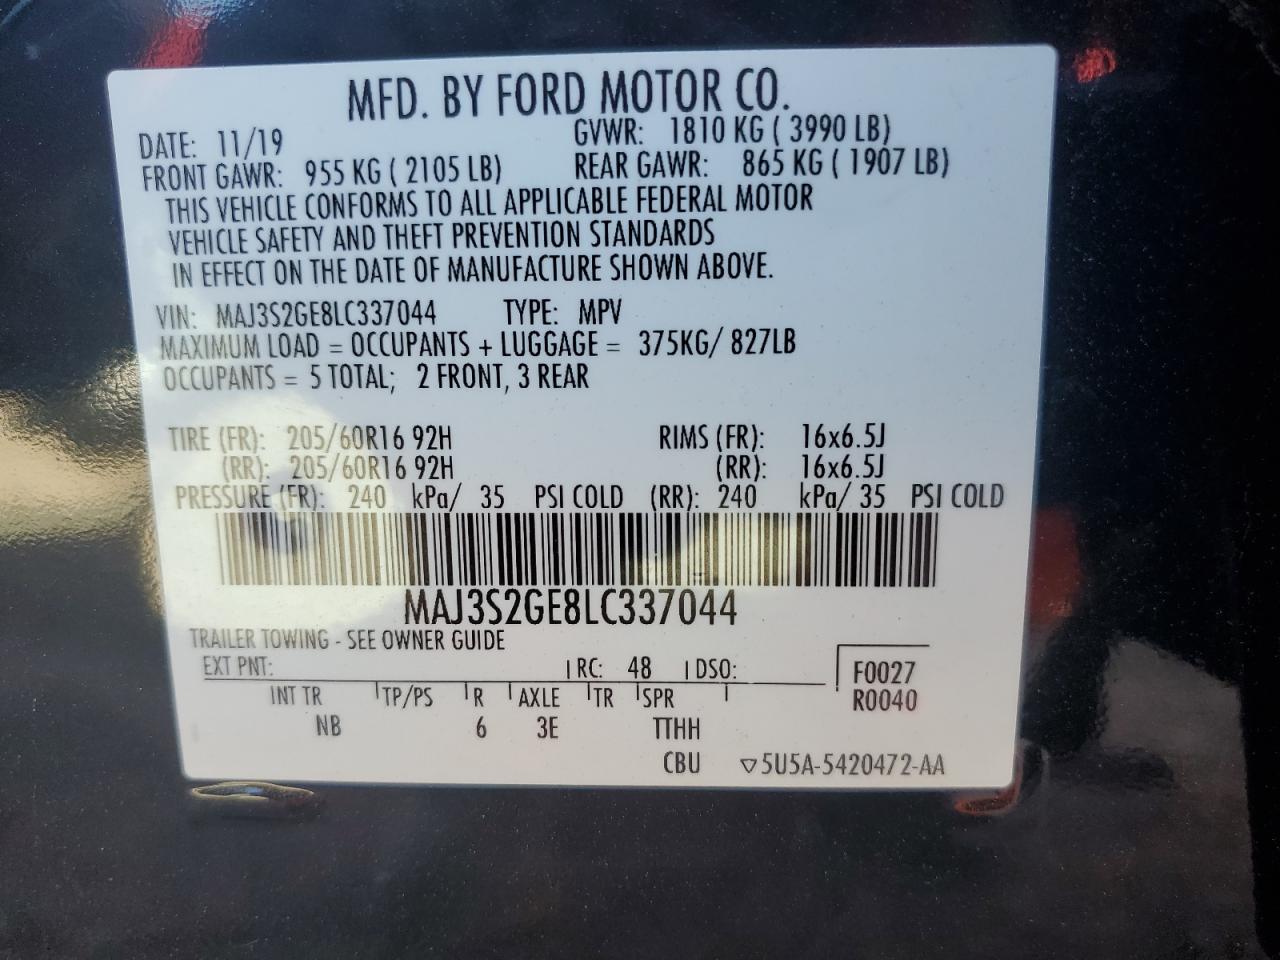 MFD. BY FORD MOTOR CO.
DATE: 11/19 GVWR: 1810 KG ( 3990 LB)
FRONT GAWR: 955 KG ( 2105 LB) REAR GAWR: 865 KG ( 1907 LB)
THIS VEHICLE CONFORMS TO ALL APPLICABLE FEDERAL MOTOR
VEHICLE SAFETY AND THEFT PREVENTION STANDARDS
IN EFFECT ON THE DATE OF MANUFACTURE SHOWN ABOVE.
VIN: MAJ3S2GE8LC337044 TYPE: MPV
MAXIMUM LOAD = OCCUPANTS + LUGGAGE = 375KG/ 827LB
OCCUPANTS = 5 TOTAL; 2 FRONT, 3 REAR
TIRE (FR): 205/60R16 92H RIMS (FR): 16x6.5J
(RR): 205/60R16 92H (RR): 16x6.5J
PRESSURE (FR): 240 kPa/ 35 PSI COLD (RR): 240 kPa/ 35 PSI COLD
MAJ3S2GE8LC337044
TRAILER TOWING - SEE OWNER GUIDE
EXT PNT: RC: 48 DSO: F0027
INT TR TP/PS R AXLE TR SPR R0040
NB 6 3E TTHH
CBU ▽5U5A-5420472-AA